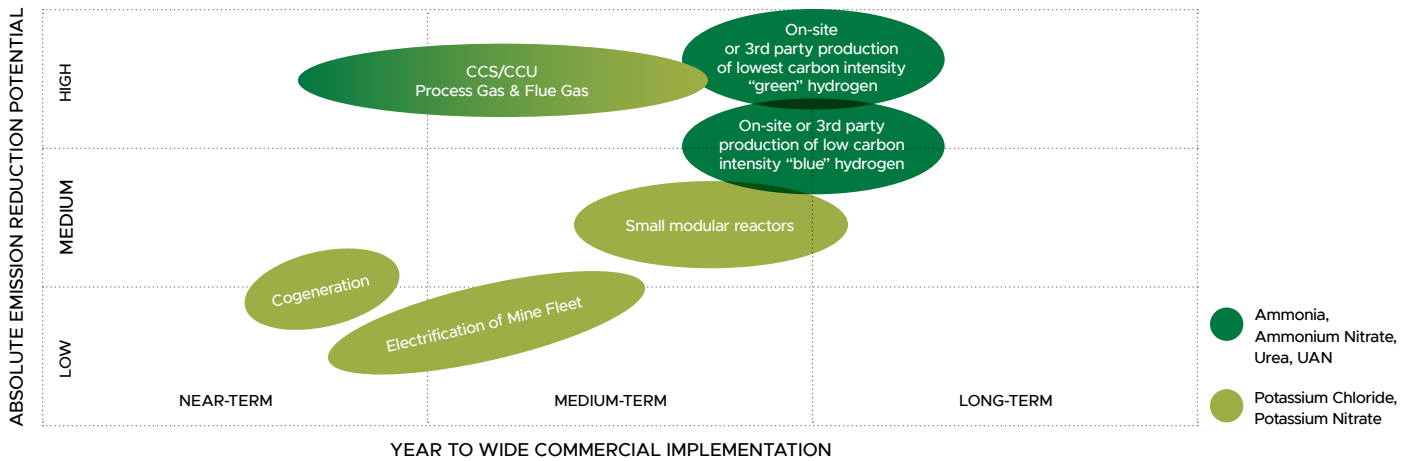 ABSOLUTE EMISSION REDUCTION POTENTIAL
HIGH
MEDIUM
LOW
CCS/CCU
Process Gas & Flue Gas
On-site
or 3rd party production
of lowest carbon intensity
“green” hydrogen
On-site or 3rd party
production of low carbon
intensity “blue” hydrogen
Small modular reactors
Cogeneration
Electrification of Mine Fleet
NEAR-TERM
MEDIUM-TERM
LONG-TERM
YEAR TO WIDE COMMERCIAL IMPLEMENTATION
Ammonia,
Ammonium Nitrate,
Urea, UAN
Potassium Chloride,
Potassium Nitrate